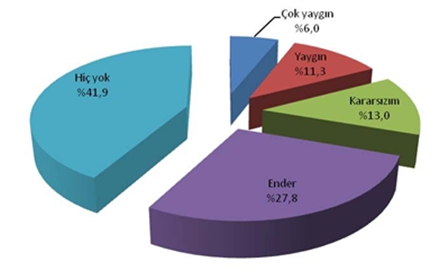 Çok yaygın
%6,0
Yaygın
%11,3
Kararsızım
%13,0
Ender
%27,8
Hiç yok
%41,9